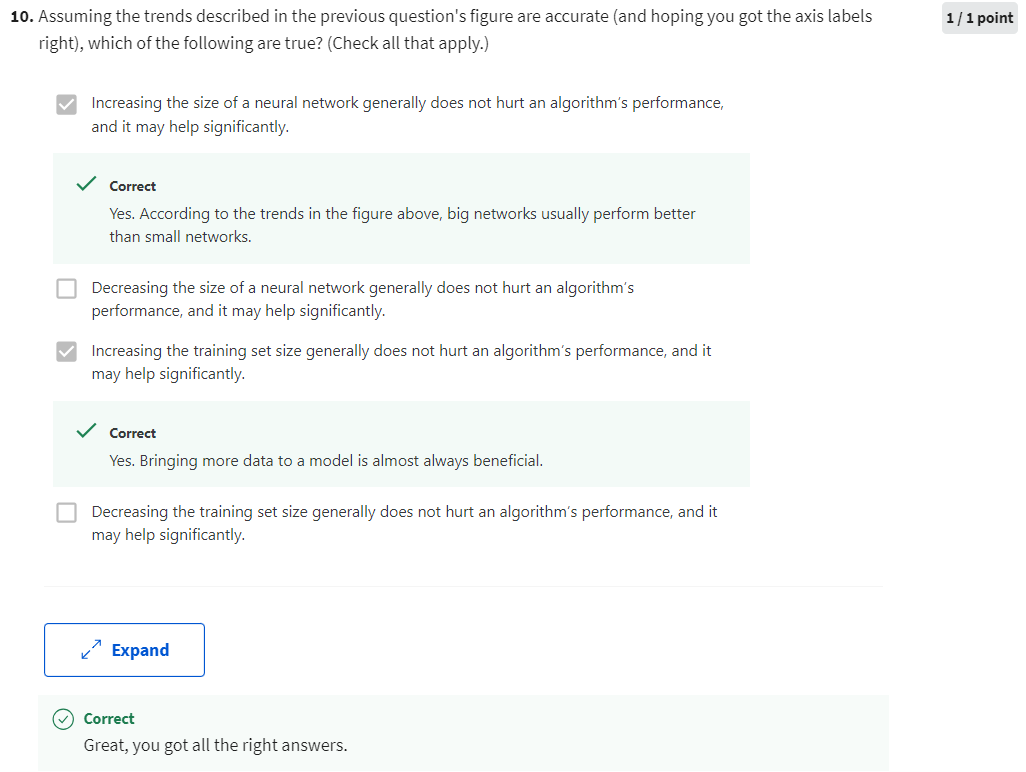 10. Assuming the trends described in the previous question's figure are accurate (and hoping you got the axis labels
1 / 1 point
right), which of the following are true? (Check all that apply.)
Increasing the size of a neural network generally does not hurt an algorithm's performance,
and it may help significantly.
Correct
Yes. According to the trends in the figure above, big networks usually perform better
than small networks.
Decreasing the size of a neural network generally does not hurt an algorithm's
performance, and it may help significantly.
Increasing the training set size generally does not hurt an algorithm's performance, and it
may help significantly.
Correct
Yes. Bringing more data to a model is almost always beneficial.
Decreasing the training set size generally does not hurt an algorithm's performance, and it
may help significantly.
Expand
Correct
Great, you got all the right answers.